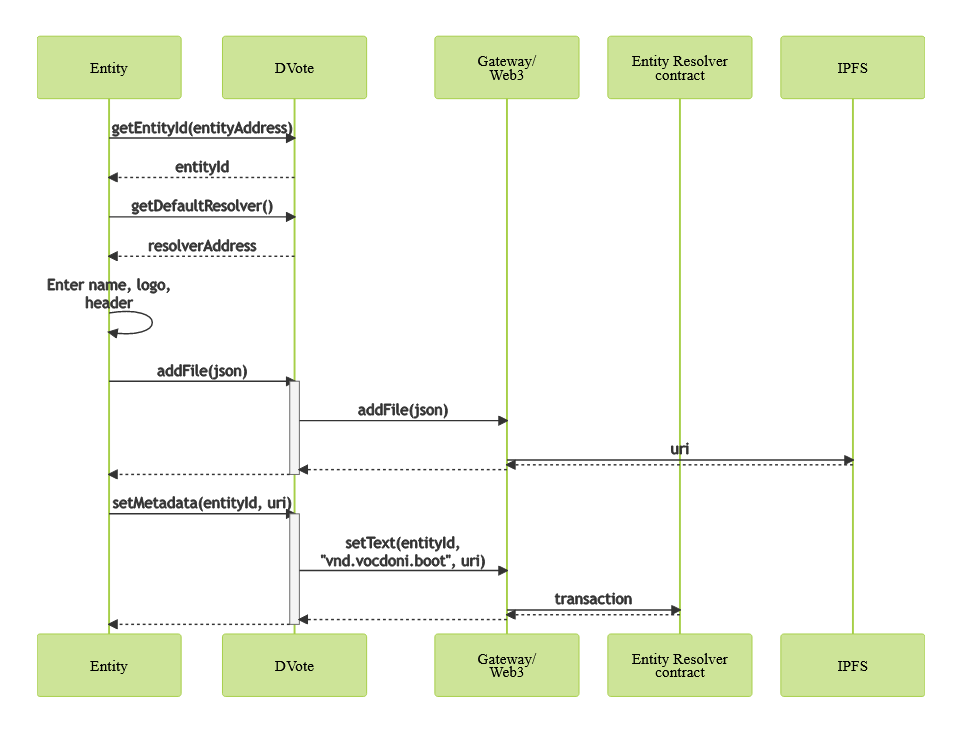 Entity
DVote
Gateway/
Web3
Entity Resolver
contract
IPFS
getEntityId(entityAddress)
entityId
getDefaultResolver()
resolverAddress
Enter name, logo,
header
addFile(json)
addFile(json)
uri
setMetadata(entityId, uri)
setText(entityId,
"vnd.vocdoni.boot", uri)
transaction
Entity
DVote
Gateway/
Web3
Entity Resolver
contract
IPFS